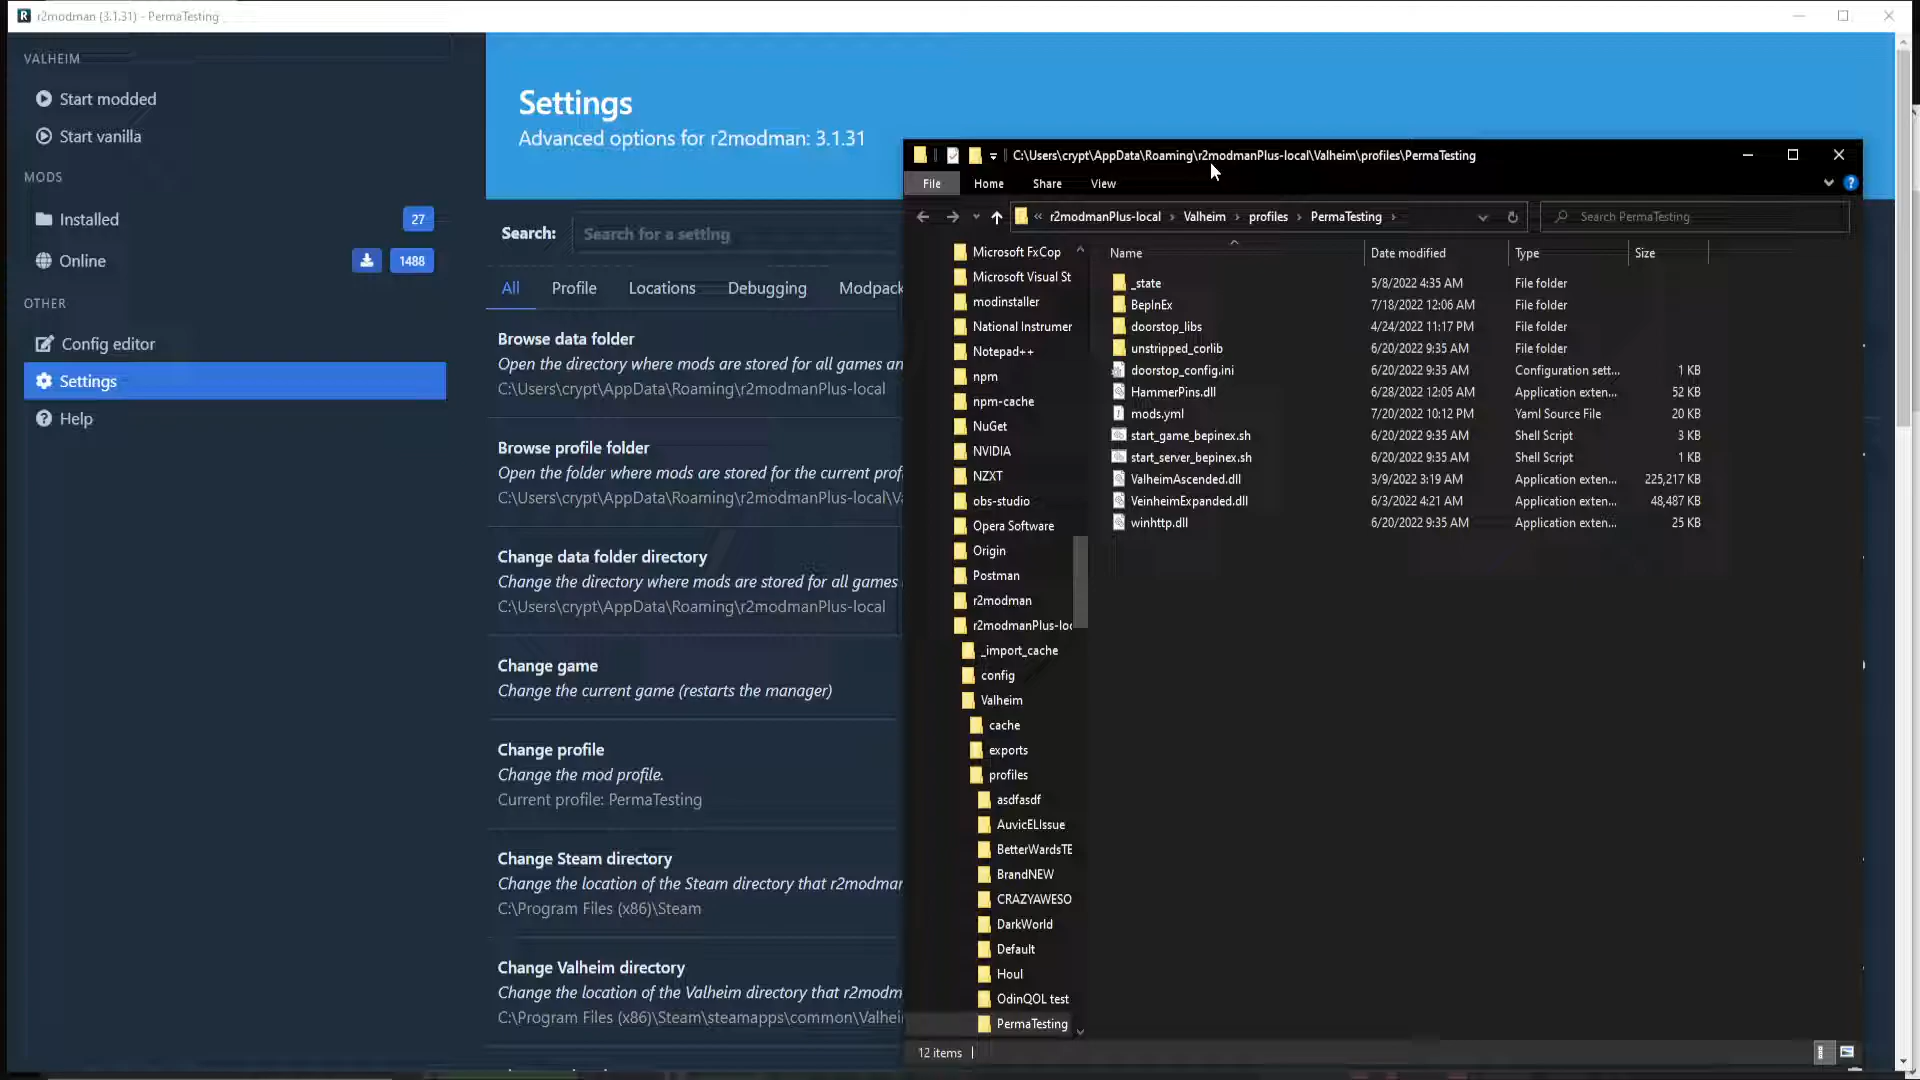 r2modman (3.1.31) - PermaTesting
VALHEIM
Start modded
Start vanilla
MODS
Installed
27
Online
1488
OTHER
Config editor
Settings
Help
Settings
Advanced options for r2modman: 3.1.31
Search:
Search for a setting
All
Profile
Locations
Debugging
Modpack
Browse data folder
Open the directory where mods are stored for all games an
C:\Users\crypt\AppData\Roaming\r2modmanPlus-local
Browse profile folder
Open the folder where mods are stored for the current prof
C:\Users\crypt\AppData\Roaming\r2modmanPlus-local\Va
Change data folder directory
Change the directory where mods are stored for all games
C:\Users\crypt\AppData\Roaming\r2modmanPlus-local
Change game
Change the current game (restarts the manager)
Change profile
Change the mod profile.
Current profile: PermaTesting
Change Steam directory
Change the location of the Steam directory that r2modman
C:\Program Files (x86)\Steam
Change Valheim directory
Change the location of the Valheim directory that r2modm
C:\Program Files (x86)\Steam\steamapps\common\Valhei
C:\Users\crypt\AppData\Roaming\r2modmanPlus-local\Valheim\profiles\PermaTesting
File
Home
Share
View
« r2modmanPlus-local › Valheim › profiles › PermaTesting ›
Search PermaTesting
Microsoft FxCop
Microsoft Visual St
modinstaller
National Instrumer
Notepad++
npm
npm-cache
NuGet
NVIDIA
NZXT
obs-studio
Opera Software
Origin
Postman
r2modman
r2modmanPlus-loc
_import_cache
config
Valheim
cache
exports
profiles
asdfasdf
AuvicELIssue
BetterWardsTE
BrandNEW
CRAZYAWESO
DarkWorld
Default
Houl
OdinQOL test
PermaTesting
Name Date modified Type Size
_state 5/8/2022 4:35 AM File folder
BepInEx 7/18/2022 12:06 AM File folder
doorstop_libs 4/24/2022 11:17 PM File folder
unstripped_corlib 6/20/2022 9:35 AM File folder
doorstop_config.ini 6/20/2022 9:35 AM Configuration sett... 1 KB
HammerPins.dll 6/28/2022 12:05 AM Application exten... 52 KB
mods.yml 7/20/2022 10:12 PM Yaml Source File 20 KB
start_game_bepinex.sh 6/20/2022 9:35 AM Shell Script 3 KB
start_server_bepinex.sh 6/20/2022 9:35 AM Shell Script 1 KB
ValheimAscended.dll 3/9/2022 3:19 AM Application exten... 225,217 KB
VeinheimExpanded.dll 6/3/2022 4:21 AM Application exten... 48,487 KB
winhttp.dll 6/20/2022 9:35 AM Application exten... 25 KB
12 items